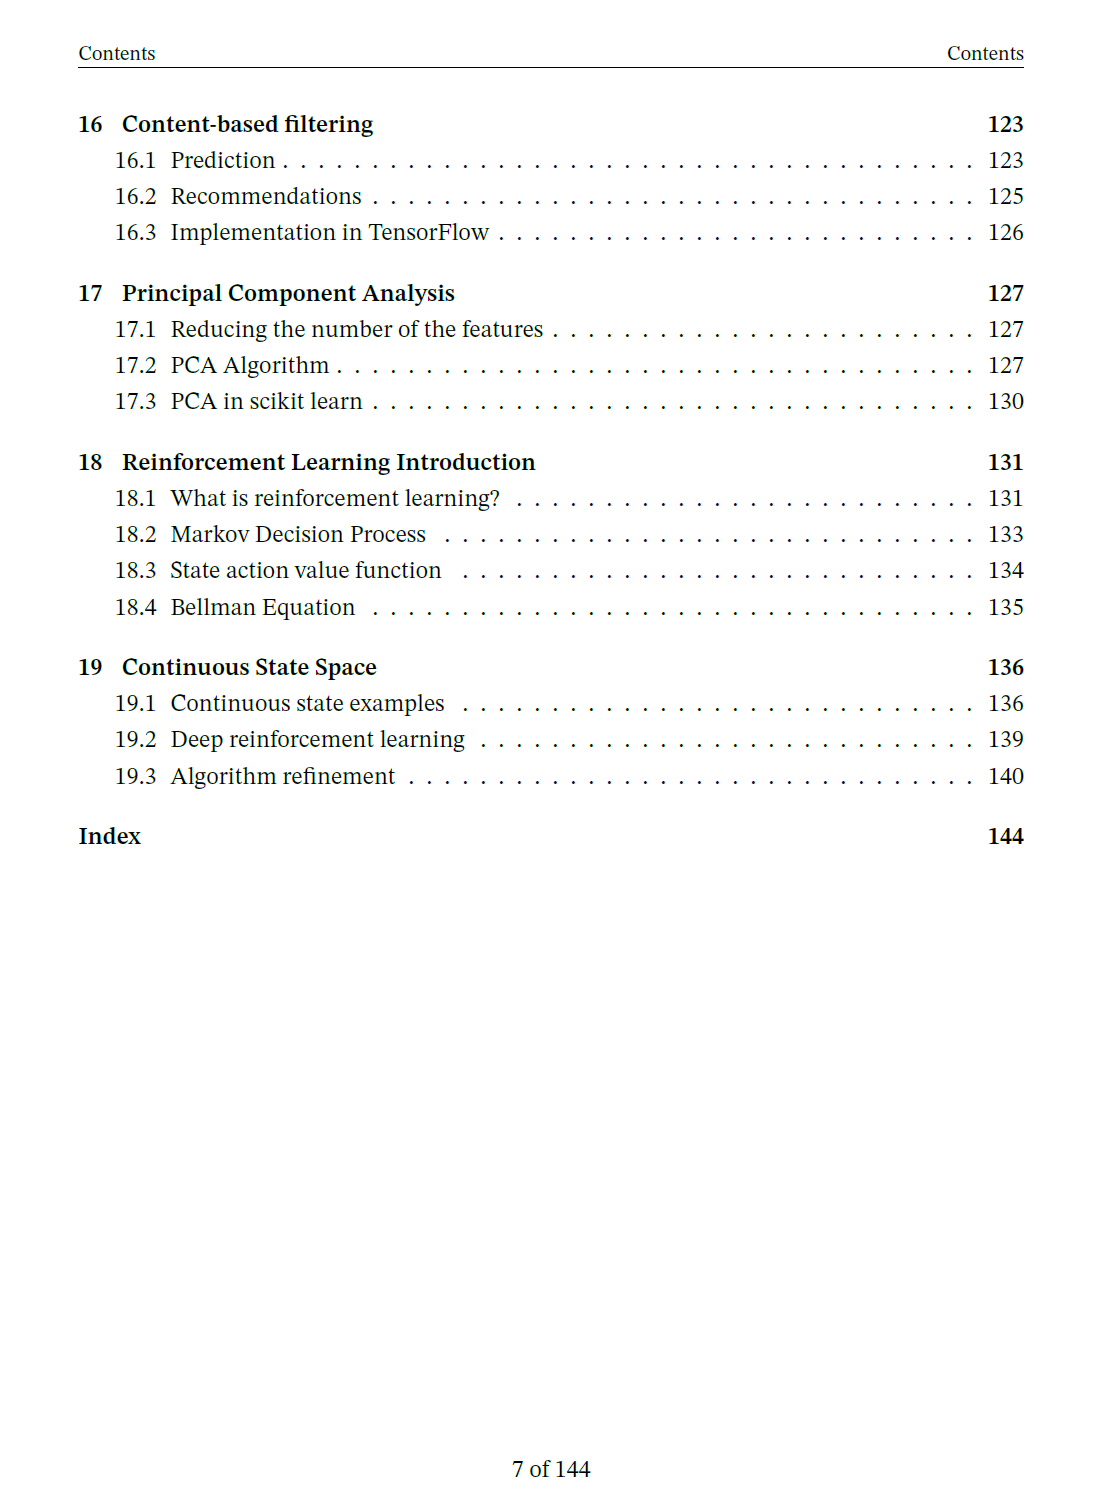 Contents Contents
16 Content-based filtering 123
16.1 Prediction . . . . . . . . . . . . . . . . . . . . . . . . . . . . . . . . . . . . . . . 123
16.2 Recommendations . . . . . . . . . . . . . . . . . . . . . . . . . . . . . . . . . . 125
16.3 Implementation in TensorFlow . . . . . . . . . . . . . . . . . . . . . . . . . . . 126
17 Principal Component Analysis 127
17.1 Reducing the number of the features . . . . . . . . . . . . . . . . . . . . . . . . 127
17.2 PCA Algorithm . . . . . . . . . . . . . . . . . . . . . . . . . . . . . . . . . . . . 127
17.3 PCA in scikit learn . . . . . . . . . . . . . . . . . . . . . . . . . . . . . . . . . . 130
18 Reinforcement Learning Introduction 131
18.1 What is reinforcement learning? . . . . . . . . . . . . . . . . . . . . . . . . . . 131
18.2 Markov Decision Process . . . . . . . . . . . . . . . . . . . . . . . . . . . . . . 133
18.3 State action value function . . . . . . . . . . . . . . . . . . . . . . . . . . . . . 134
18.4 Bellman Equation . . . . . . . . . . . . . . . . . . . . . . . . . . . . . . . . . . 135
19 Continuous State Space 136
19.1 Continuous state examples . . . . . . . . . . . . . . . . . . . . . . . . . . . . . 136
19.2 Deep reinforcement learning . . . . . . . . . . . . . . . . . . . . . . . . . . . . 139
19.3 Algorithm refinement . . . . . . . . . . . . . . . . . . . . . . . . . . . . . . . . 140
Index 144
7 of 144